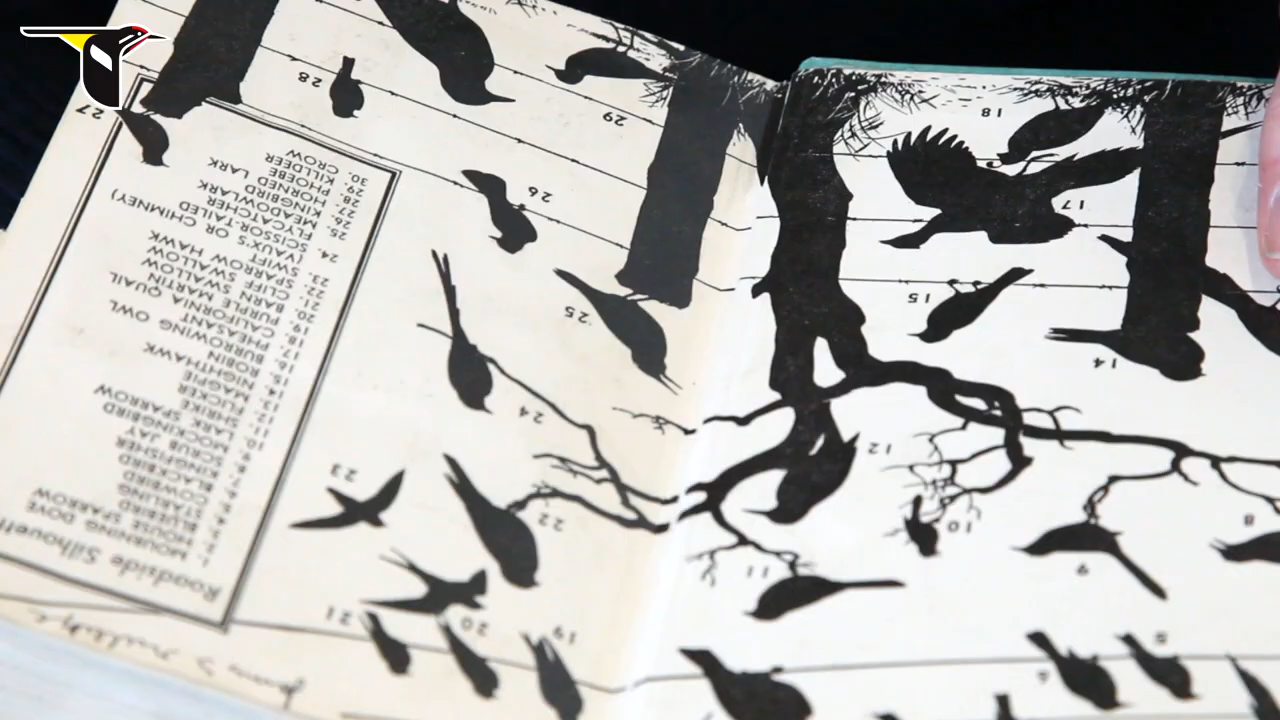 Roadside Silhouett
1. MOURNING DOVE
2. HOUSE SPARROW
3. BLUEBIRD
4. STARLING
5. COWBIRD
6. BLACKBIRD
7. KINGFISHER
8. SCRUB JAY
9. MOCKINGBIRD
10. LARK SPARROW
11. SHRIKE
12. FLICKER
13. MAGPIE
14. NIGHTHAWK
15. ROBIN
16. BURROWING OWL
17. PHEASANT
18. CALIFORNIA QUAIL
19. PURPLE MARTIN
20. BARN SWALLOW
21. CLIFF SWALLOW
22. SPARROW HAWK
23. SWIFT
(VAUX'S OR CHIMNEY)
24. SCISSOR-TAILED
FLYCATCHER
25. MEADOWLARK
26. KINGBIRD
27. HORNED LARK
28. PHOEBE
29. KILLDEER
30. CROW
5
8
9
10
11
12
14
15
17
18
19
20
21
22
23
24
25
26
27
28
29